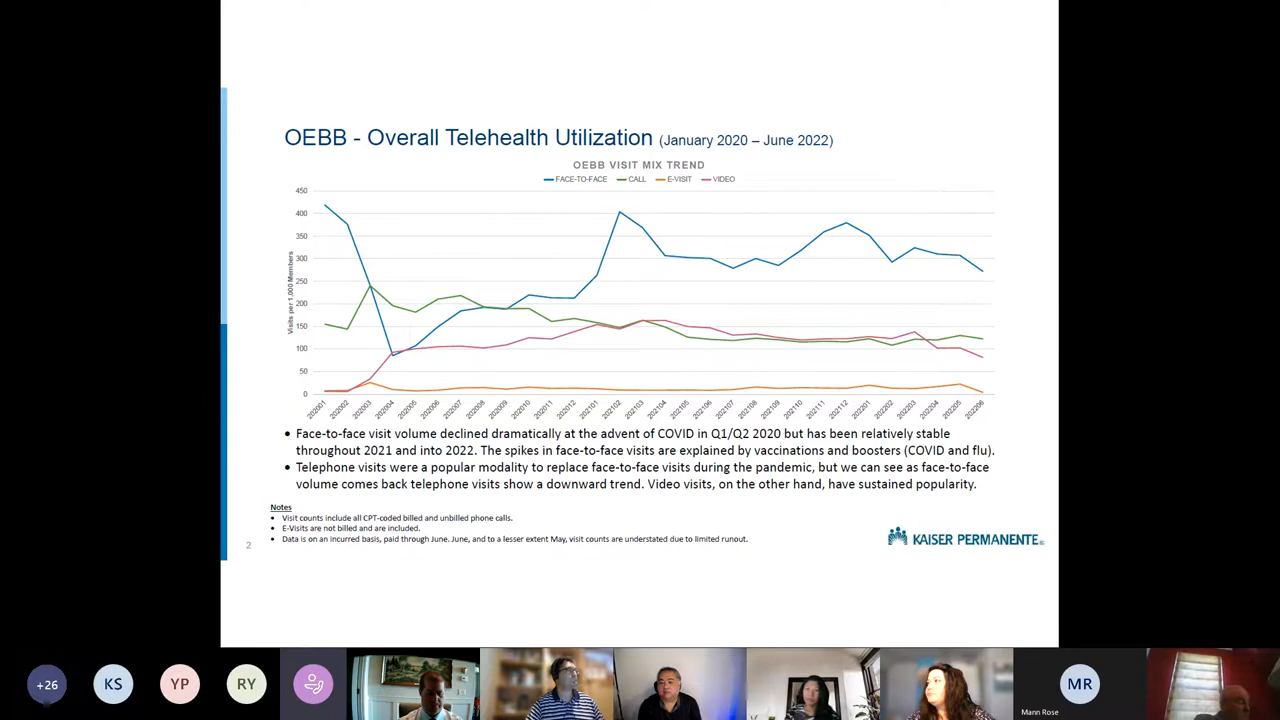 OEBB - Overall Telehealth Utilization (January 2020 – June 2022)
OEBB VISIT MIX TREND
FACE-TO-FACE CALL E-VISIT VIDEO
Visits per 1,000 Members
450
400
350
300
250
200
150
100
50
0
202001 202002 202003 202004 202005 202006 202007 202008 202009 202010 202011 202012 202101 202102 202103 202104 202105 202106 202107 202108 202109 202110 202111 202112 202201 202202 202203 202204 202205 202206
• Face-to-face visit volume declined dramatically at the advent of COVID in Q1/Q2 2020 but has been relatively stable
throughout 2021 and into 2022. The spikes in face-to-face visits are explained by vaccinations and boosters (COVID and flu).
• Telephone visits were a popular modality to replace face-to-face visits during the pandemic, but we can see as face-to-face
volume comes back telephone visits show a downward trend. Video visits, on the other hand, have sustained popularity.
Notes
• Visit counts include all CPT-coded billed and unbilled phone calls.
• E-Visits are not billed and are included.
• Data is on an incurred basis, paid through June. June, and to a lesser extent May, visit counts are understated due to limited runout.
2
KAISER PERMANENTE
+26 KS YP RY MR
Mann Rose